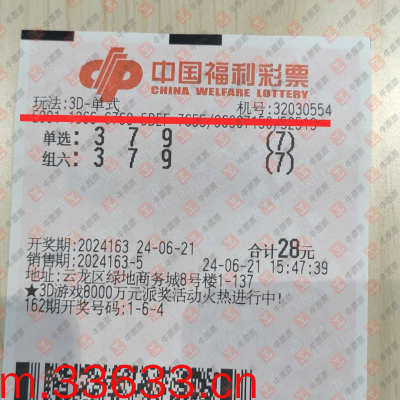 中国福利彩票
CHINA WELFARE LOTTERY
玩法:3D-单式 机号:32030554
单选: 3 7 9 (7)
组六: 3 7 9 (7)
开奖期:2024163 24-06-21 合计28元
销售期:2024163-5 24-06-21 15:47:39
地址:云龙区绿地商务城8号楼1-137
★3D游戏8000万元派奖活动火热进行中!
162期开奖号码:1-6-4
m.33633.cn